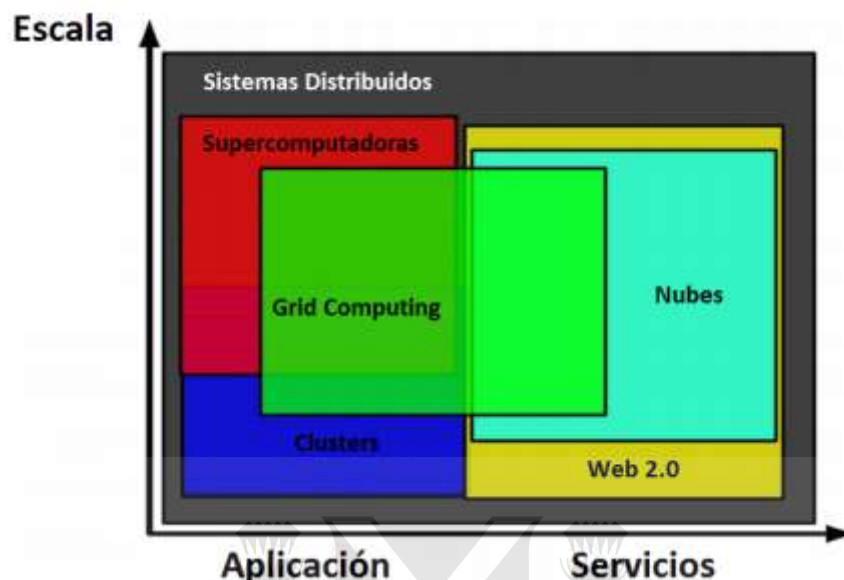 Escala
Sistemas Distribuidos
Supercomputadoras
Grid Computing
Nubes
Clusters
Web 2.0
Aplicación
Servicios